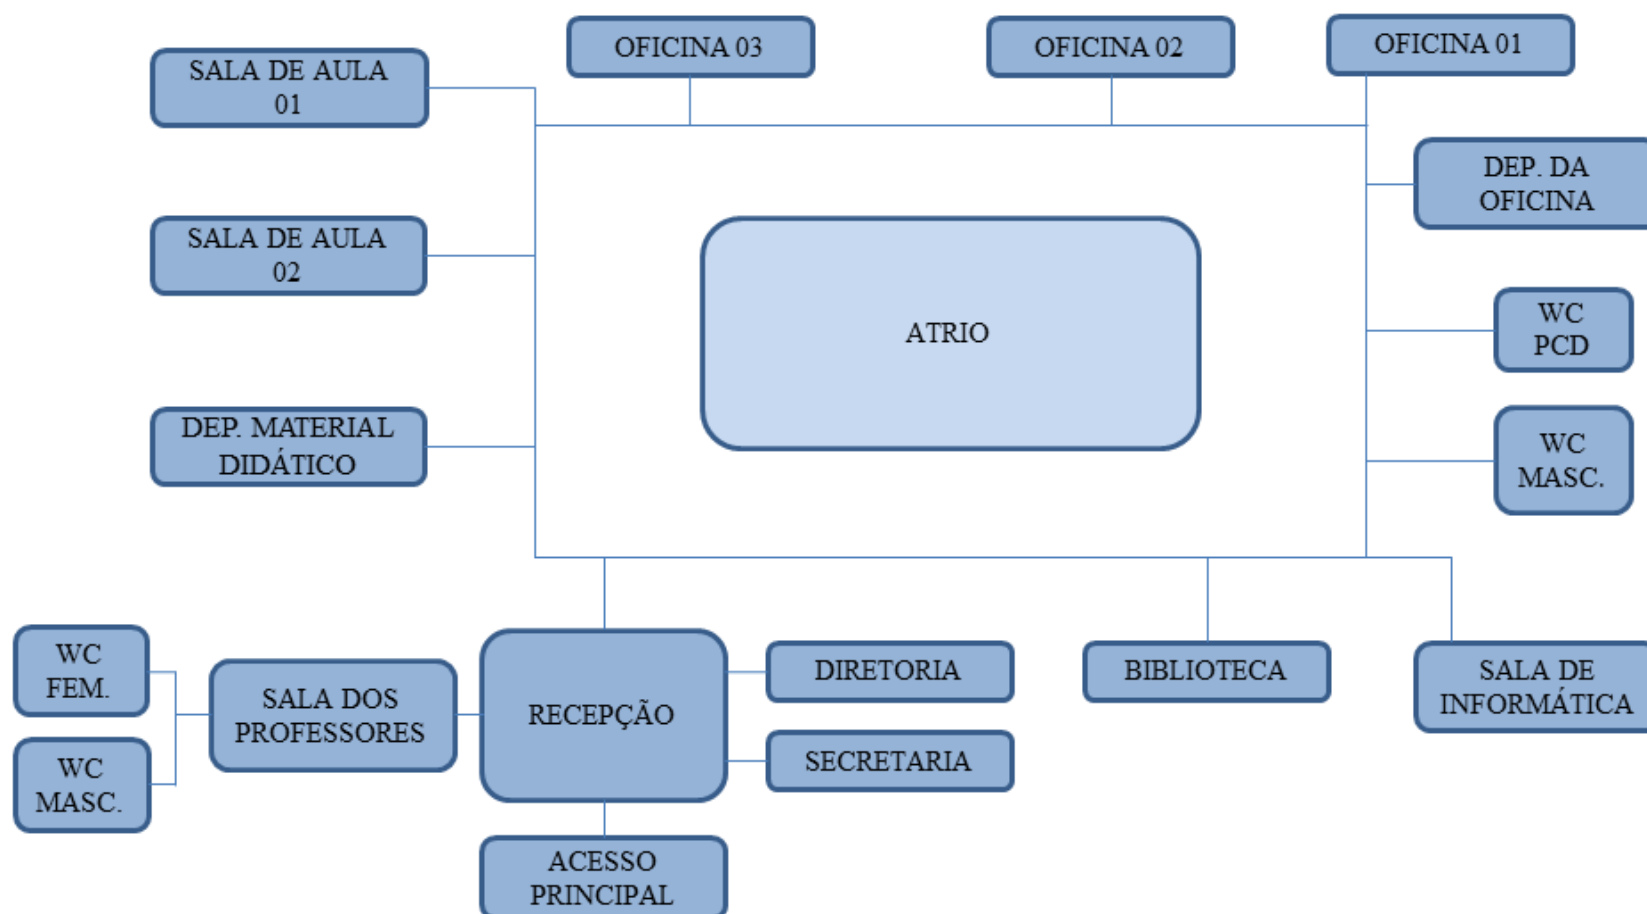 OFICINA 03
OFICINA 02
OFICINA 01
SALA DE AULA
01
DEP. DA
OFICINA
SALA DE AULA
02
ATRIO
WC
PCD
DEP. MATERIAL
DIDÁTICO
WC
MASC.
WC
FEM.
SALA DOS
PROFESSORES
WC
MASC.
RECEPÇÃO
DIRETORIA
SECRETARIA
BIBLIOTECA
SALA DE
INFORMÁTICA
ACESSO
PRINCIPAL